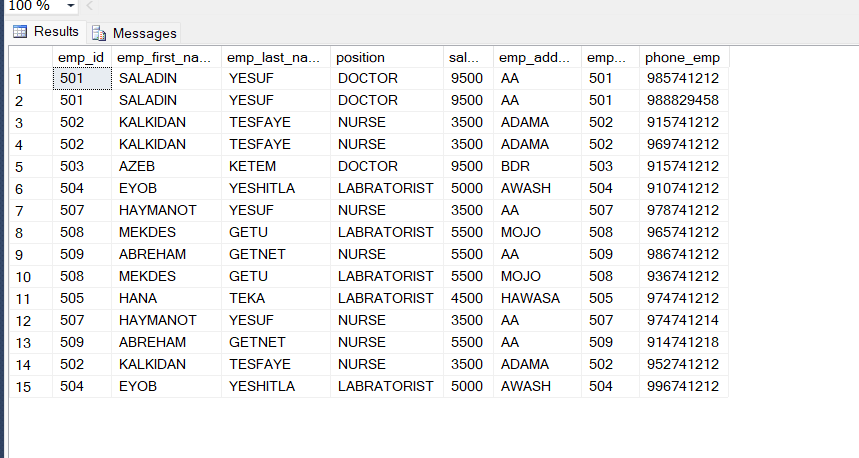 100 %
Results Messages
emp_id emp_first_na... emp_last_na... position sal... emp_add... emp... phone_emp
1 501 SALADIN YESUF DOCTOR 9500 AA 501 985741212
2 501 SALADIN YESUF DOCTOR 9500 AA 501 988829458
3 502 KALKIDAN TESFAYE NURSE 3500 ADAMA 502 915741212
4 502 KALKIDAN TESFAYE NURSE 3500 ADAMA 502 969741212
5 503 AZEB KETEM DOCTOR 9500 BDR 503 915741212
6 504 EYOB YESHITLA LABRATORIST 5000 AWASH 504 910741212
7 507 HAYMANOT YESUF NURSE 3500 AA 507 978741212
8 508 MEKDES GETU LABRATORIST 5500 MOJO 508 965741212
9 509 ABREHAM GETNET NURSE 5500 AA 509 986741212
10 508 MEKDES GETU LABRATORIST 5500 MOJO 508 936741212
11 505 HANA TEKA LABRATORIST 4500 HAWASA 505 974741212
12 507 HAYMANOT YESUF NURSE 3500 AA 507 974741214
13 509 ABREHAM GETNET NURSE 5500 AA 509 914741218
14 502 KALKIDAN TESFAYE NURSE 3500 ADAMA 502 952741212
15 504 EYOB YESHITLA LABRATORIST 5000 AWASH 504 996741212